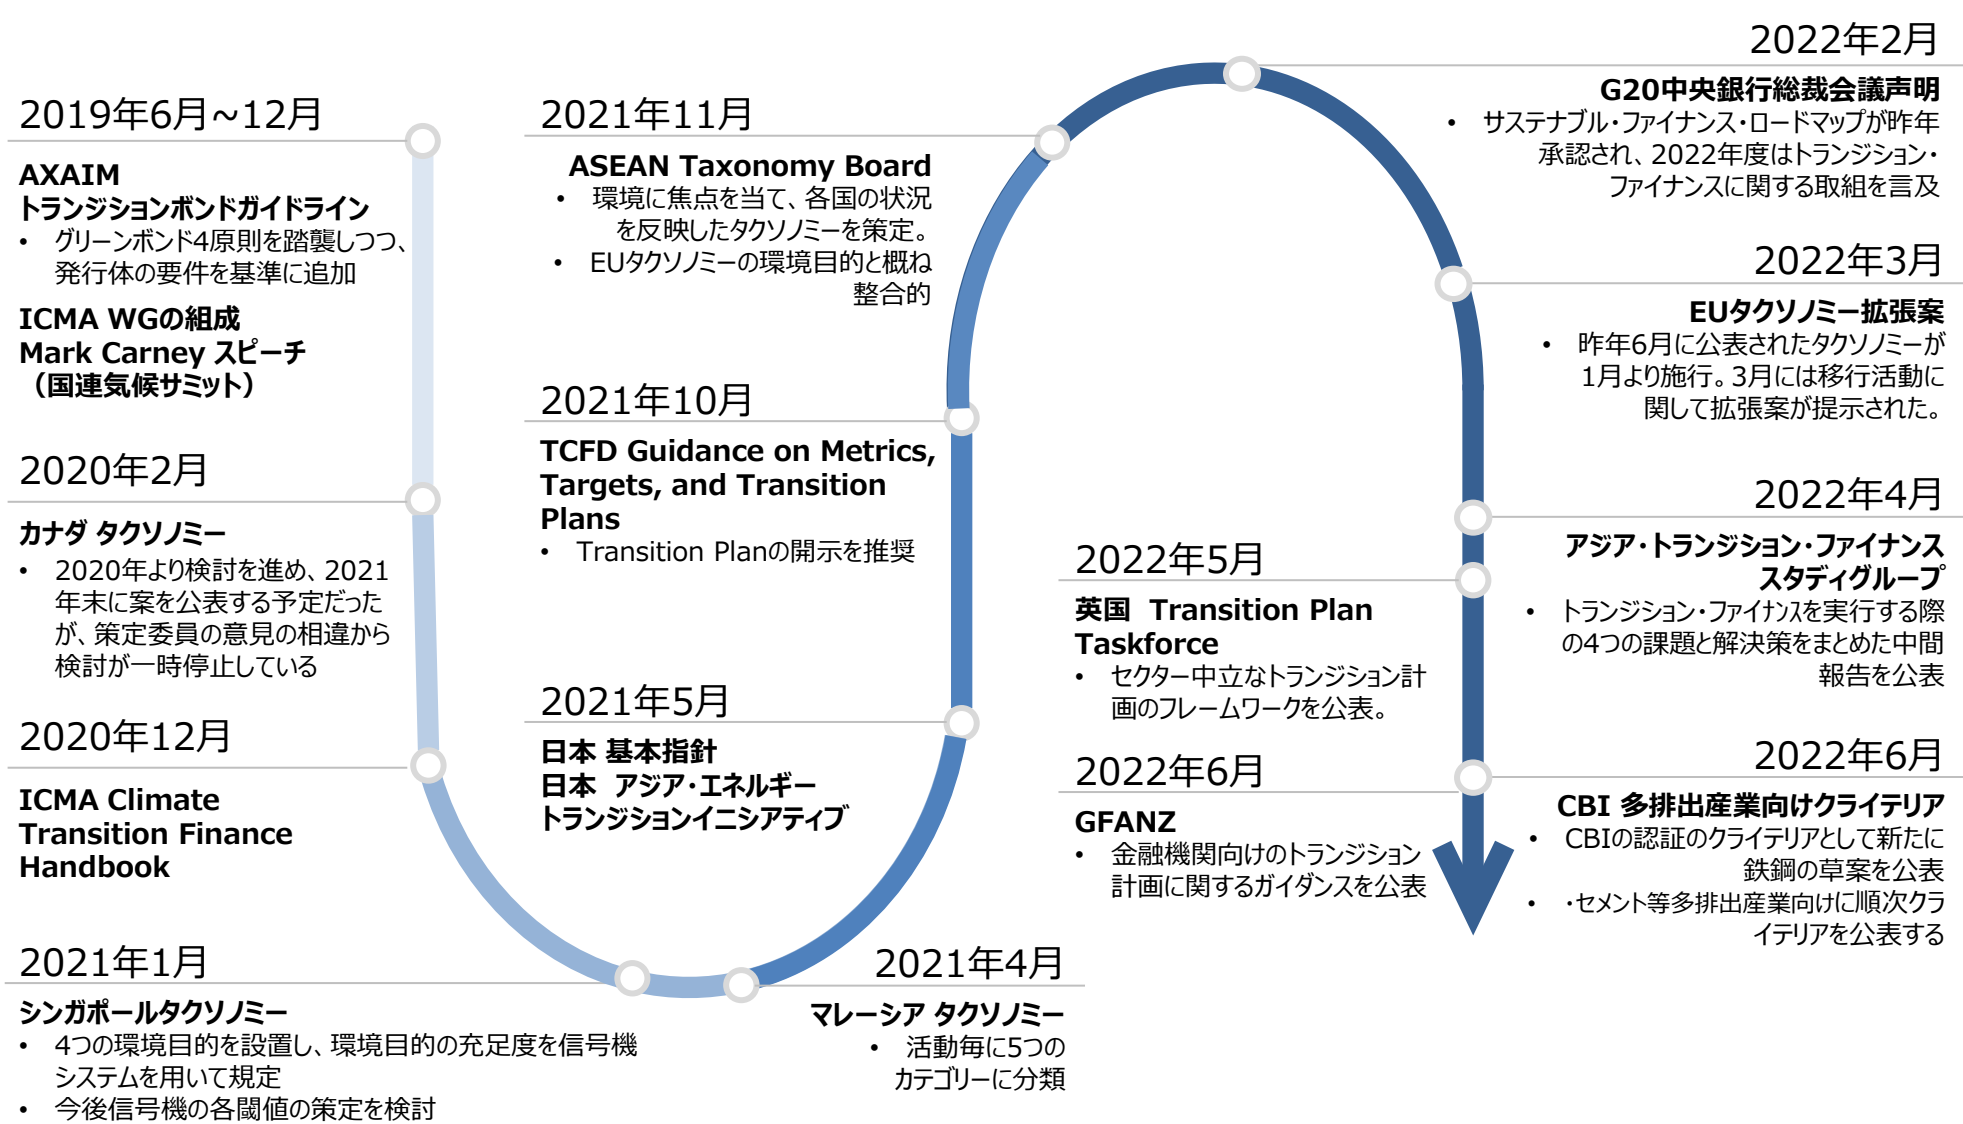 2019年6月~12月
AXAIM
トランジションボンドガイドライン
• グリーンボンド4原則を踏襲しつつ、
発行体の要件を基準に追加
ICMA WGの組成
Mark Carney スピーチ
（国連気候サミット）
2020年2月
カナダ タクソノミー
• 2020年より検討を進め、2021
年末に案を公表する予定だった
が、策定委員の意見の相違から
検討が一時停止している
2020年12月
ICMA Climate
Transition Finance
Handbook
2021年1月
シンガポールタクソノミー
• 4つの環境目的を設置し、環境目的の充足度を信号機
システムを用いて規定
• 今後信号機の各閾値の策定を検討
2021年4月
マレーシア タクソノミー
• 活動毎に5つの
カテゴリーに分類
2021年5月
日本 基本指針
日本 アジア・エネルギー
トランジションイニシアティブ
2021年10月
TCFD Guidance on Metrics,
Targets, and Transition
Plans
• Transition Planの開示を推奨
2021年11月
ASEAN Taxonomy Board
• 環境に焦点を当て、各国の状況
を反映したタクソノミーを策定。
• EUタクソノミーの環境目的と概ね
整合的
2022年2月
G20中央銀行総裁会議声明
• サステナブル・ファイナンス・ロードマップが昨年
承認され、2022年度はトランジション・
ファイナンスに関する取組を言及
2022年3月
EUタクソノミー拡張案
• 昨年6月に公表されたタクソノミーが
1月より施行。3月には移行活動に
関して拡張案が提示された。
2022年4月
アジア・トランジション・ファイナンス
スタディグループ
• トランジション・ファイナンスを実行する際
の4つの課題と解決策をまとめた中間
報告を公表
2022年5月
英国 Transition Plan
Taskforce
• セクター中立なトランジション計
画のフレームワークを公表。
2022年6月
GFANZ
• 金融機関向けのトランジション
計画に関するガイダンスを公表
2022年6月
CBI 多排出産業向けクライテリア
• CBIの認証のクライテリアとして新たに
鉄鋼の草案を公表
• ・セメント等多排出産業向けに順次クラ
イテリアを公表する